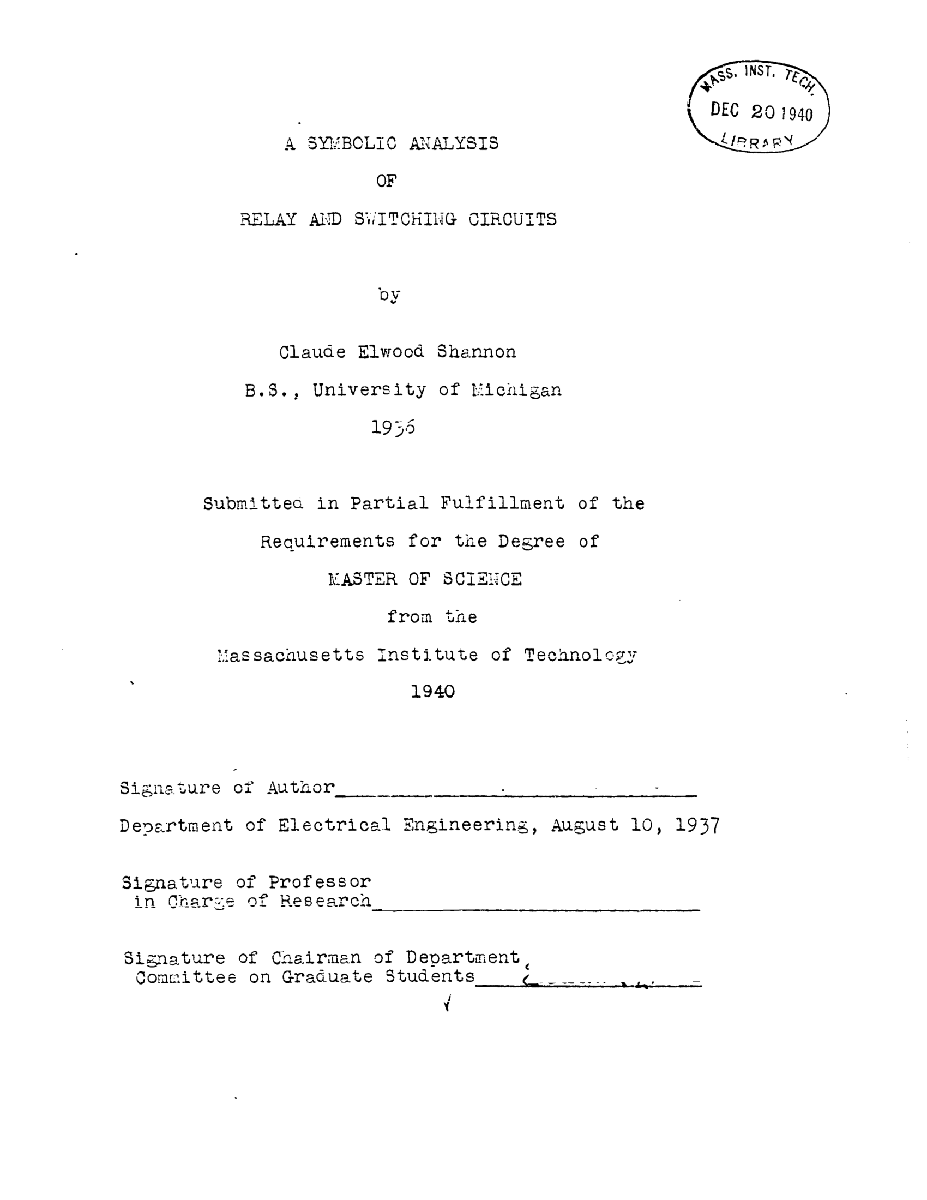 MASS. INST. TECH.
DEC 20 1940
LIBRARY
A SYMBOLIC ANALYSIS
OF
RELAY AND SWITCHING CIRCUITS
by
Claude Elwood Shannon
B.S., University of Michigan
1936
Submitted in Partial Fulfillment of the
Requirements for the Degree of
MASTER OF SCIENCE
from the
Massachusetts Institute of Technology
1940
Signature of Author
Department of Electrical Engineering, August 10, 1937
Signature of Professor
in Charge of Research
Signature of Chairman of Department
Committee on Graduate Students